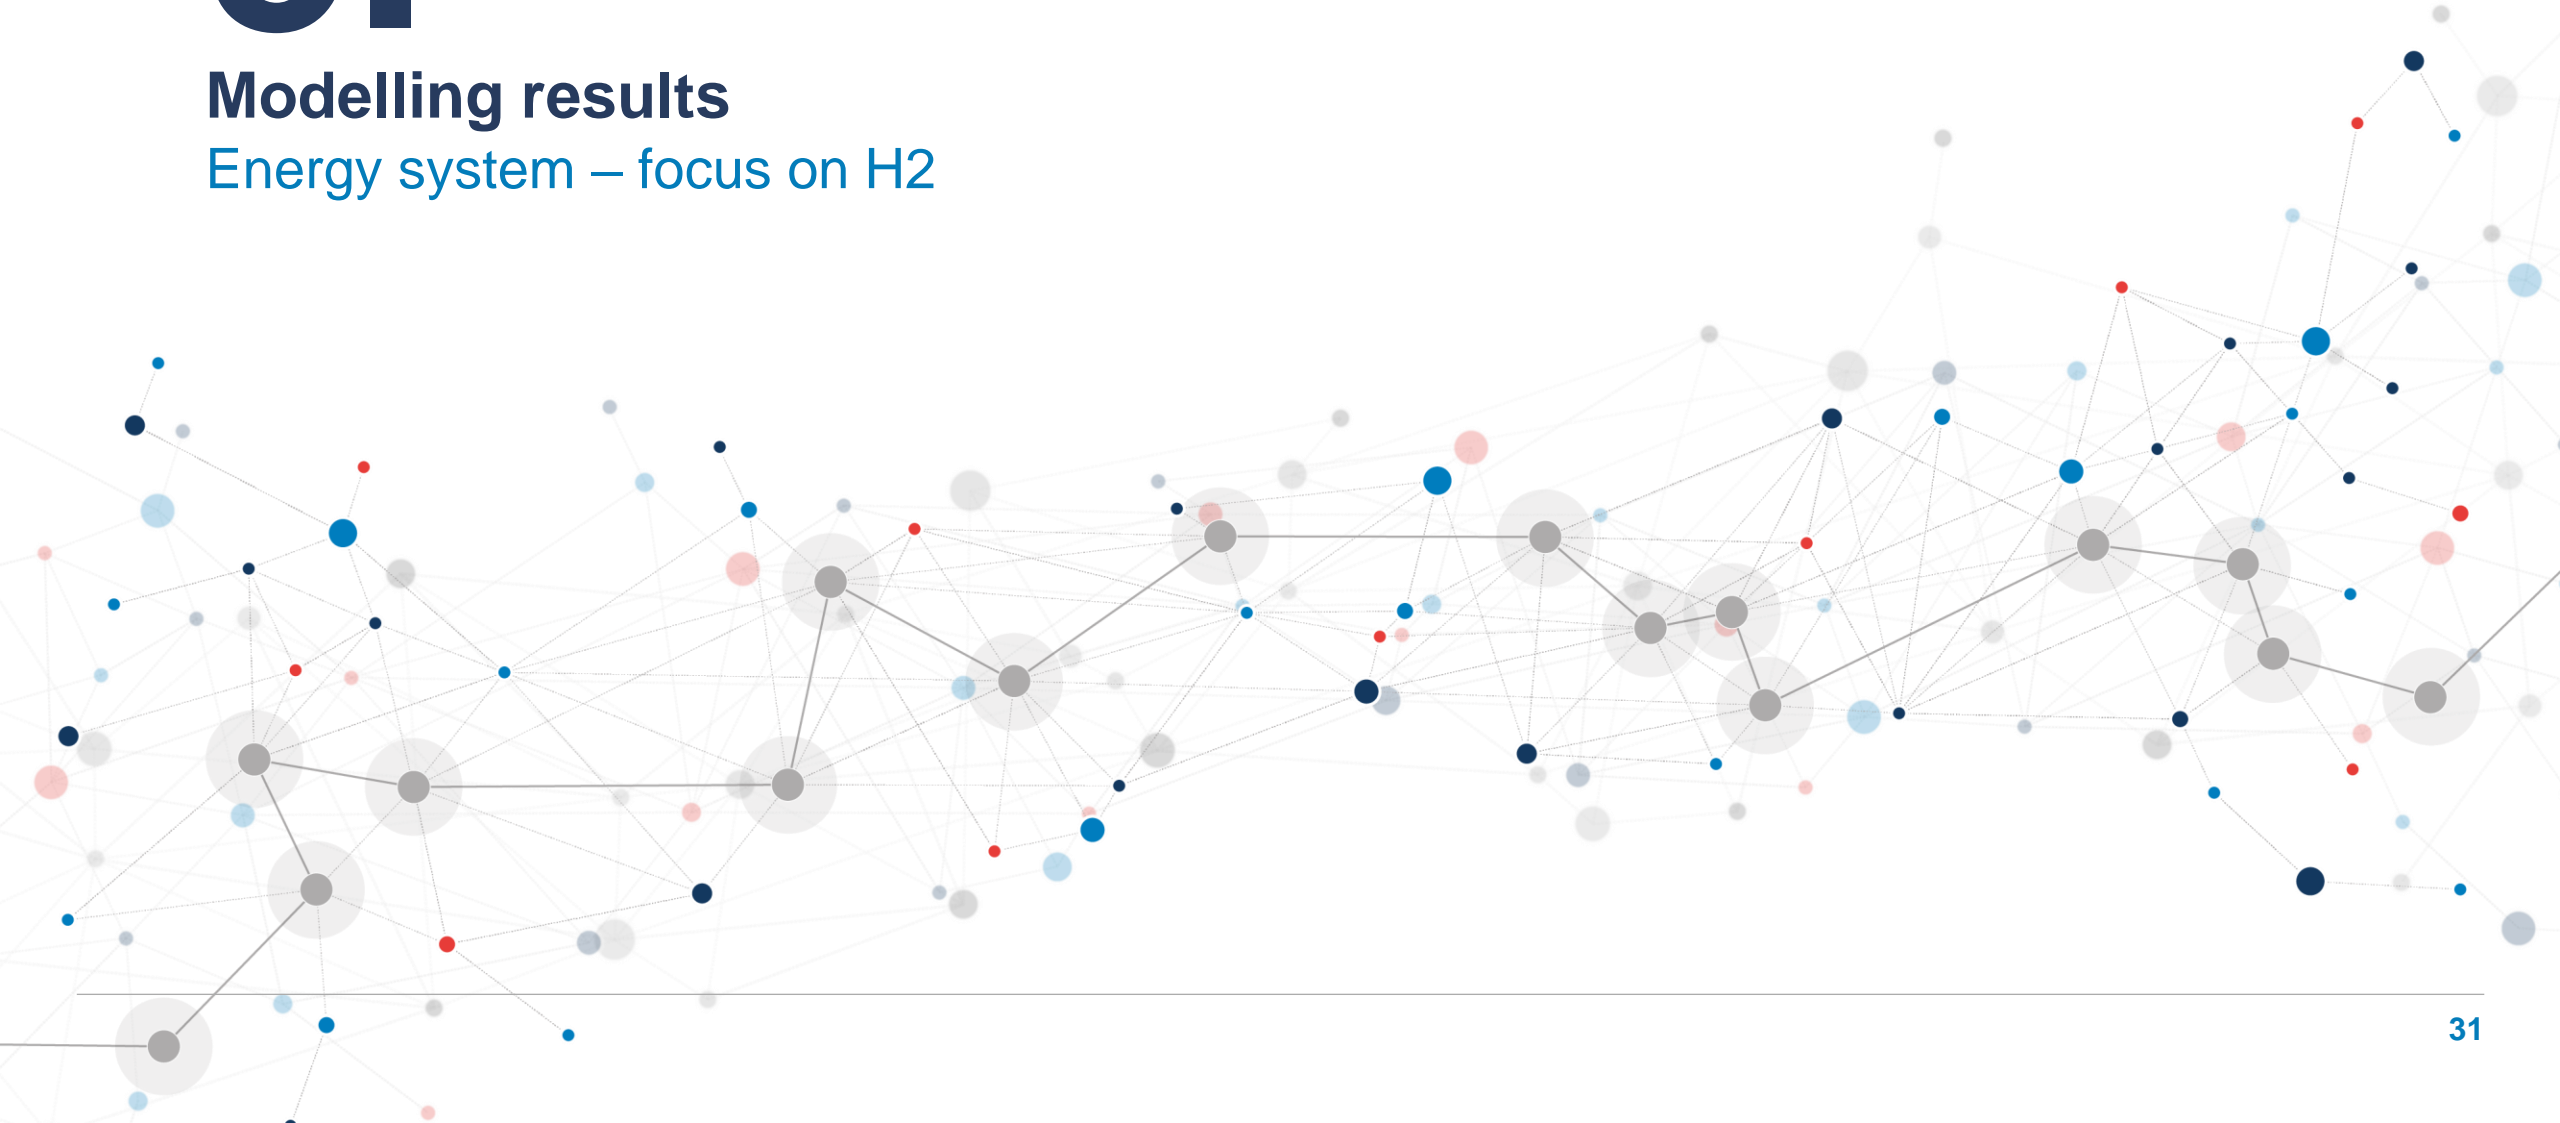 Modelling results
Energy system – focus on H2
31